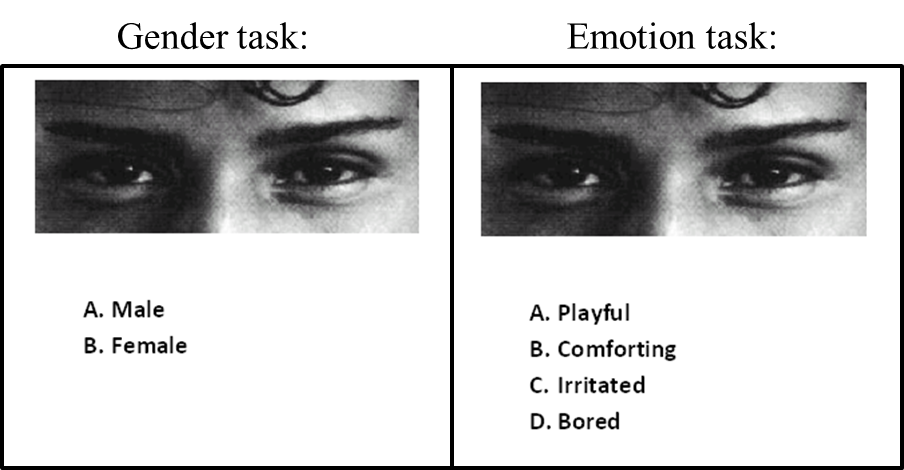 Gender task:
Emotion task:
A. Male
B. Female
A. Playful
B. Comforting
C. Irritated
D. Bored